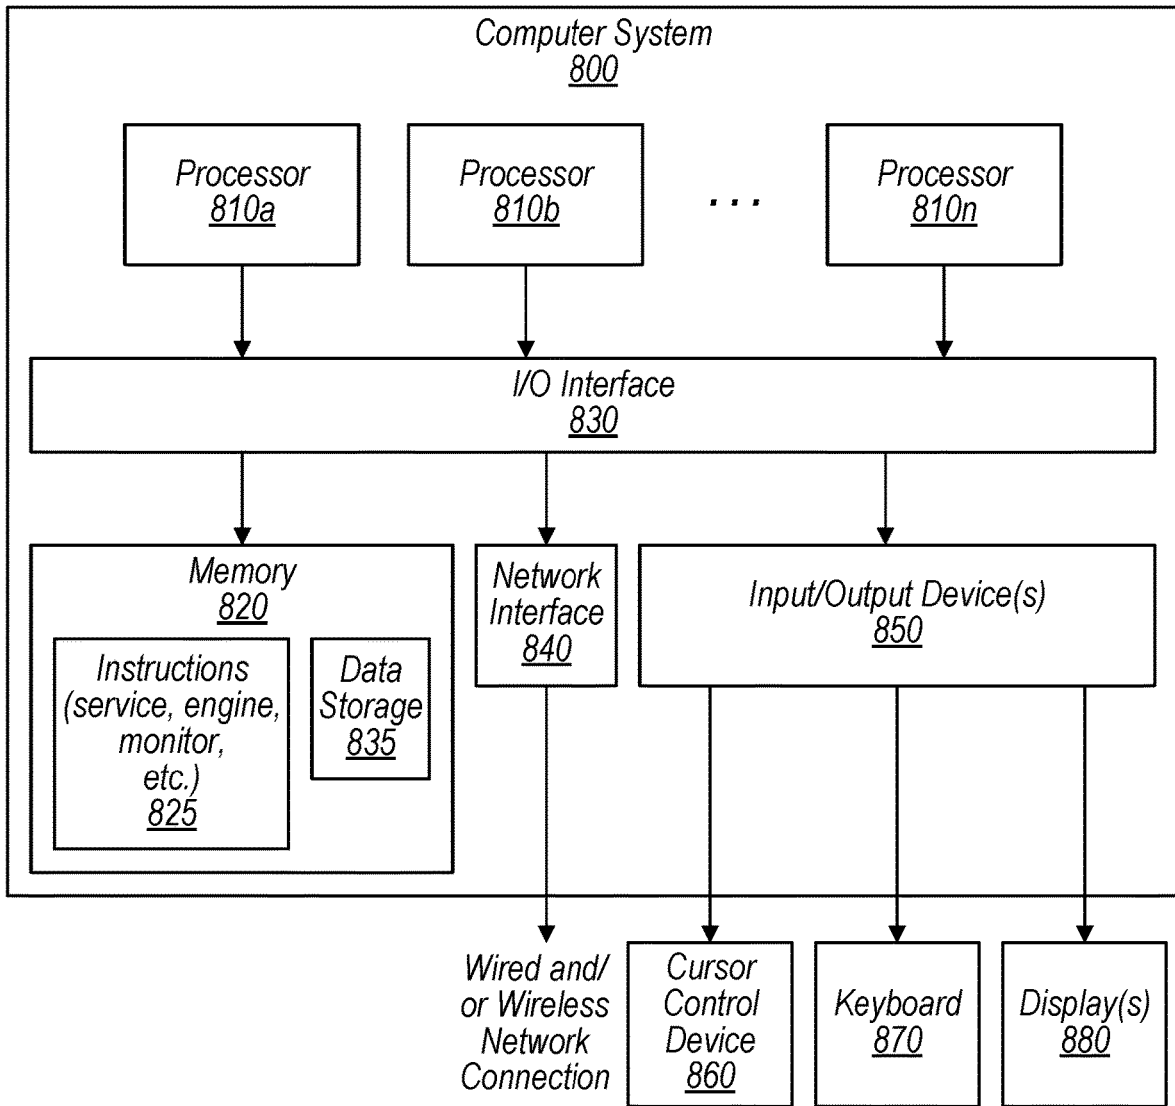 Computer System
800
Processor
810a
Processor
810b
. . .
Processor
810n
I/O Interface
830
Memory
820
Instructions
(service, engine,
monitor,
etc.)
825
Data
Storage
835
Network
Interface
840
Input/Output Device(s)
850
Wired and/
or Wireless
Network
Connection
Cursor
Control
Device
860
Keyboard
870
Display(s)
880